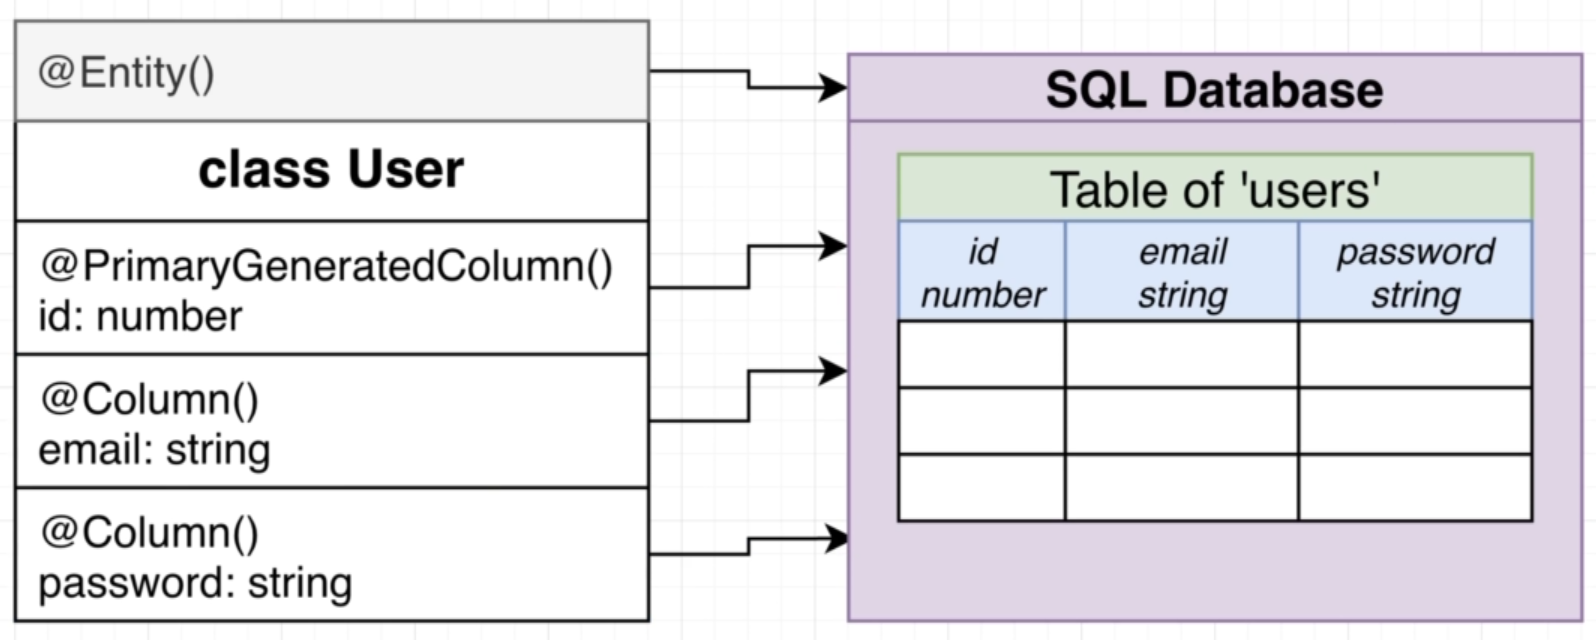 @Entity()
class User
@PrimaryGeneratedColumn()
id: number
@Column()
email: string
@Column()
password: string
SQL Database
Table of 'users'
id
number
email
string
password
string